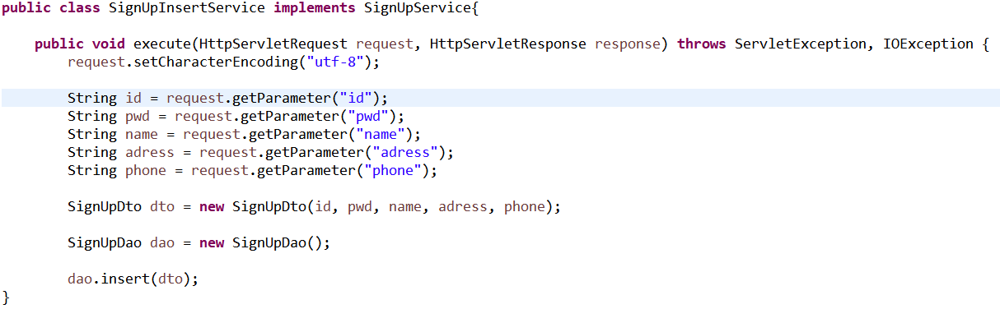 public class SignUpInsertService implements SignUpService{
public void execute(HttpServletRequest request, HttpServletResponse response) throws ServletException, IOException {
request.setCharacterEncoding("utf-8");
String id = request.getParameter("id");
String pwd = request.getParameter("pwd");
String name = request.getParameter("name");
String adress = request.getParameter("adress");
String phone = request.getParameter("phone");
SignUpDto dto = new SignUpDto(id, pwd, name, adress, phone);
SignUpDao dao = new SignUpDao();
dao.insert(dto);
}